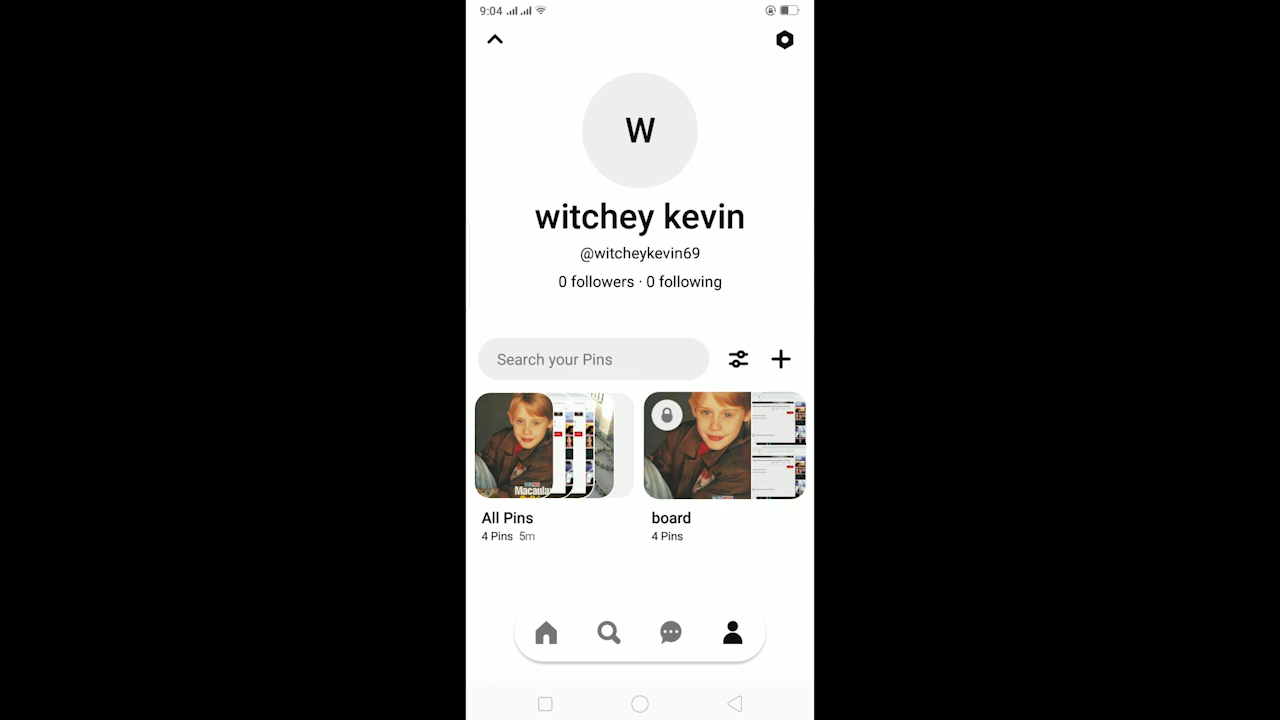 9:04
W
witchey kevin
@witcheykevin69
0 followers · 0 following
Search your Pins
Macaulay
All Pins
4 Pins 5m
board
4 Pins